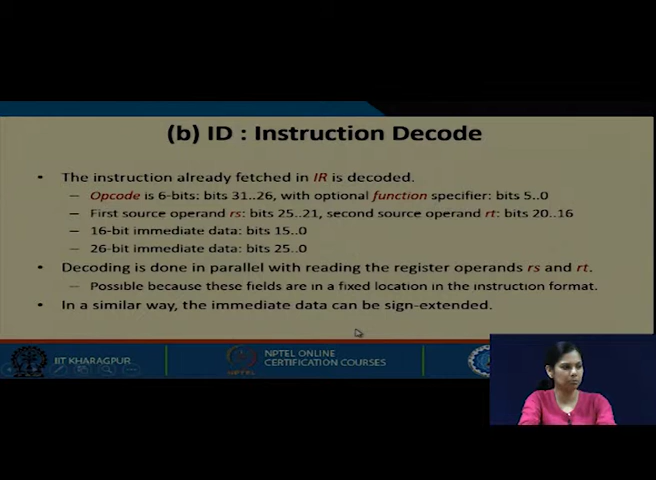 (b) ID : Instruction Decode
• The instruction already fetched in IR is decoded.
– Opcode is 6-bits: bits 31..26, with optional function specifier: bits 5..0
– First source operand rs: bits 25..21, second source operand rt: bits 20..16
– 16-bit immediate data: bits 15..0
– 26-bit immediate data: bits 25..0
• Decoding is done in parallel with reading the register operands rs and rt.
– Possible because these fields are in a fixed location in the instruction format.
• In a similar way, the immediate data can be sign-extended.
IIT KHARAGPUR
NPTEL
NPTEL ONLINE
CERTIFICATION COURSES